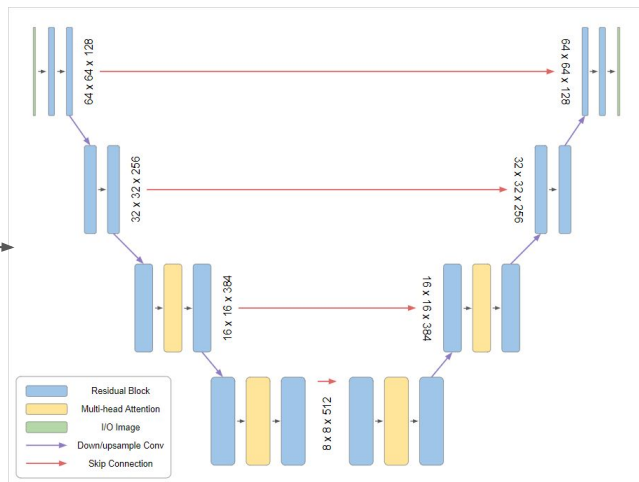 64 x 64 x 128
64 x 64 x 128
32 x 32 x 256
32 x 32 x 256
16 x 16 x 384
16 x 16 x 384
8 x 8 x 512
Residual Block
Multi-head Attention
I/O Image
Down/upsample Conv
Skip Connection